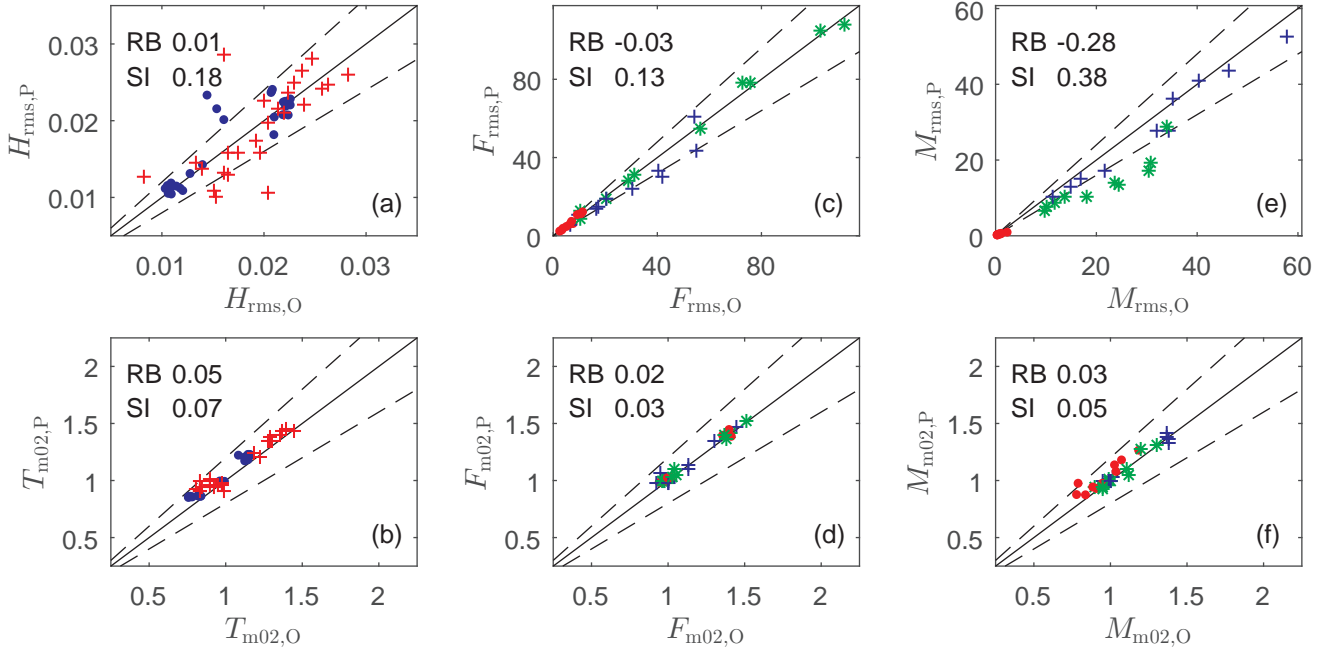 0.03
0.02
0.01
H_rms,P
RB 0.01
SI 0.18
(a)
0.01 0.02 0.03
H_rms,O
80
40
0
F_rms,P
RB -0.03
SI 0.13
(c)
0 40 80
F_rms,O
60
40
20
0
M_rms,P
RB -0.28
SI 0.38
(e)
0 20 40 60
M_rms,O
2
1.5
1
0.5
T_m02,P
RB 0.05
SI 0.07
(b)
0.5 1 1.5 2
T_m02,O
2
1.5
1
0.5
F_m02,P
RB 0.02
SI 0.03
(d)
0.5 1 1.5 2
F_m02,O
2
1.5
1
0.5
M_m02,P
RB 0.03
SI 0.05
(f)
0.5 1 1.5 2
M_m02,O